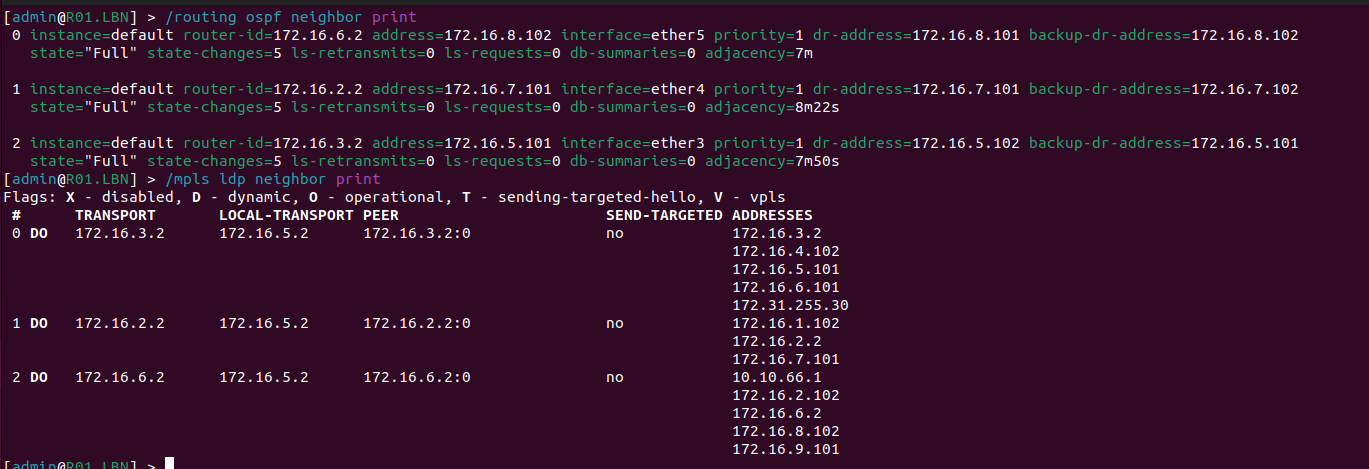 [admin@R01.LBN] > /routing ospf neighbor print
0 instance=default router-id=172.16.6.2 address=172.16.8.102 interface=ether5 priority=1 dr-address=172.16.8.101 backup-dr-address=172.16.8.102
state="Full" state-changes=5 ls-retransmits=0 ls-requests=0 db-summaries=0 adjacency=7m
1 instance=default router-id=172.16.2.2 address=172.16.7.101 interface=ether4 priority=1 dr-address=172.16.7.101 backup-dr-address=172.16.7.102
state="Full" state-changes=5 ls-retransmits=0 ls-requests=0 db-summaries=0 adjacency=8m22s
2 instance=default router-id=172.16.3.2 address=172.16.5.101 interface=ether3 priority=1 dr-address=172.16.5.102 backup-dr-address=172.16.5.101
state="Full" state-changes=5 ls-retransmits=0 ls-requests=0 db-summaries=0 adjacency=7m50s
[admin@R01.LBN] > /mpls ldp neighbor print
Flags: X - disabled, D - dynamic, O - operational, T - sending-targeted-hello, V - vpls
# TRANSPORT LOCAL-TRANSPORT PEER SEND-TARGETED ADDRESSES
0 DO 172.16.3.2 172.16.5.2 172.16.3.2:0 no 172.16.3.2
172.16.4.102
172.16.5.101
172.16.6.101
172.31.255.30
1 DO 172.16.2.2 172.16.5.2 172.16.2.2:0 no 172.16.1.102
172.16.2.2
172.16.7.101
2 DO 172.16.6.2 172.16.5.2 172.16.6.2:0 no 10.10.66.1
172.16.2.102
172.16.6.2
172.16.8.102
172.16.9.101
[admin@R01.LBN] >